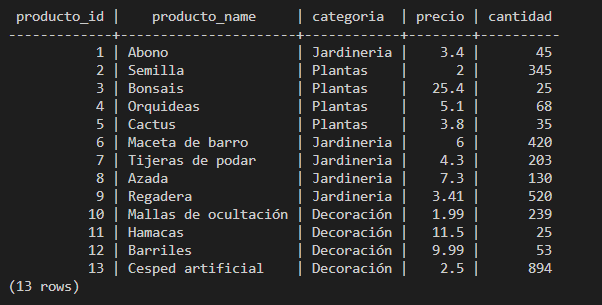 producto_id |    producto_name     | categoria  | precio | cantidad
-------------+----------------------+------------+--------+----------
           1 | Abono                | Jardineria |    3.4 |       45
           2 | Semilla              | Plantas    |      2 |      345
           3 | Bonsais              | Plantas    |   25.4 |       25
           4 | Orquideas            | Plantas    |    5.1 |       68
           5 | Cactus               | Plantas    |    3.8 |       35
           6 | Maceta de barro      | Jardineria |      6 |      420
           7 | Tijeras de podar     | Jardineria |    4.3 |      203
           8 | Azada                | Jardineria |    7.3 |      130
           9 | Regadera             | Jardineria |   3.41 |      520
          10 | Mallas de ocultación | Decoración |   1.99 |      239
          11 | Hamacas              | Decoración |   11.5 |       25
          12 | Barriles             | Decoración |   9.99 |       53
          13 | Cesped artificial    | Decoración |    2.5 |      894
(13 rows)